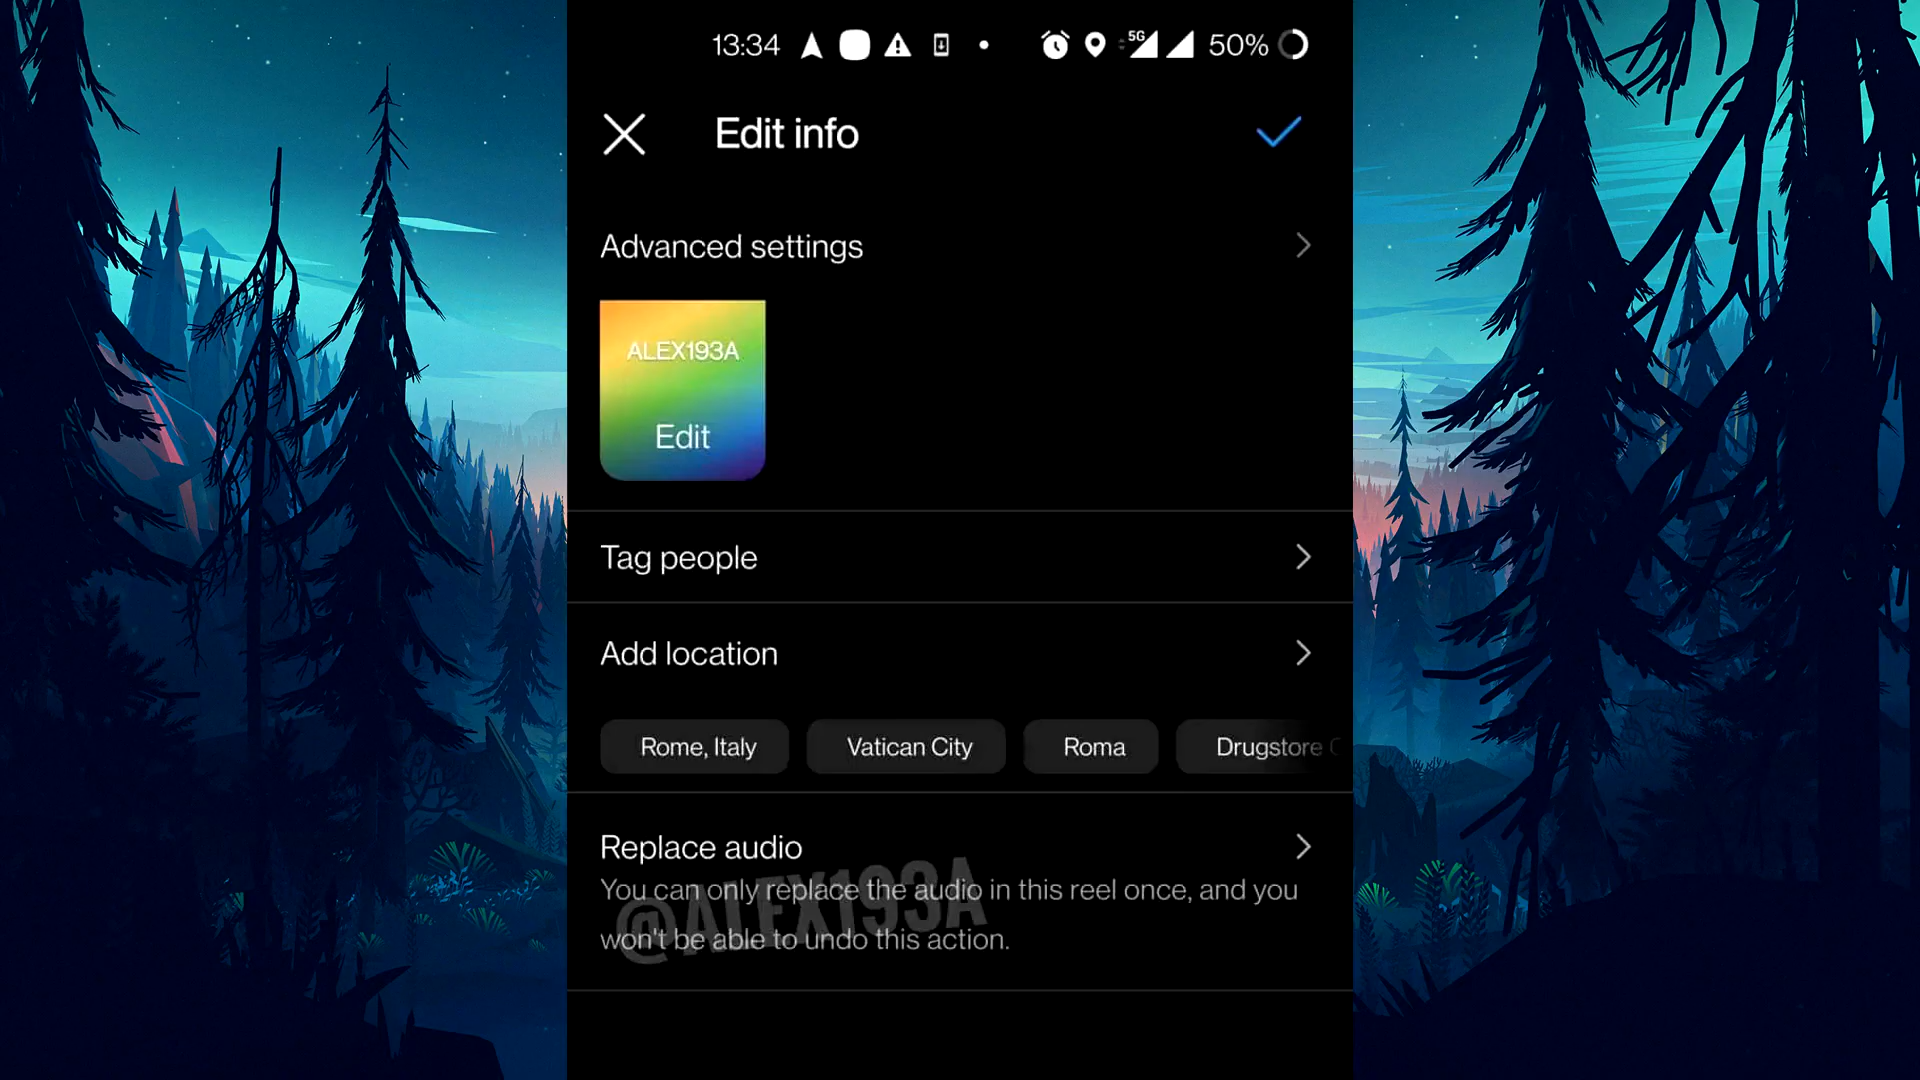 13:34
5G
50%
Edit info
Advanced settings
ALEX193A
Edit
Tag people
Add location
Rome, Italy
Vatican City
Roma
Drugstore
Replace audio
You can only replace the audio in this reel once, and you
won't be able to undo this action.
@ALEX193A